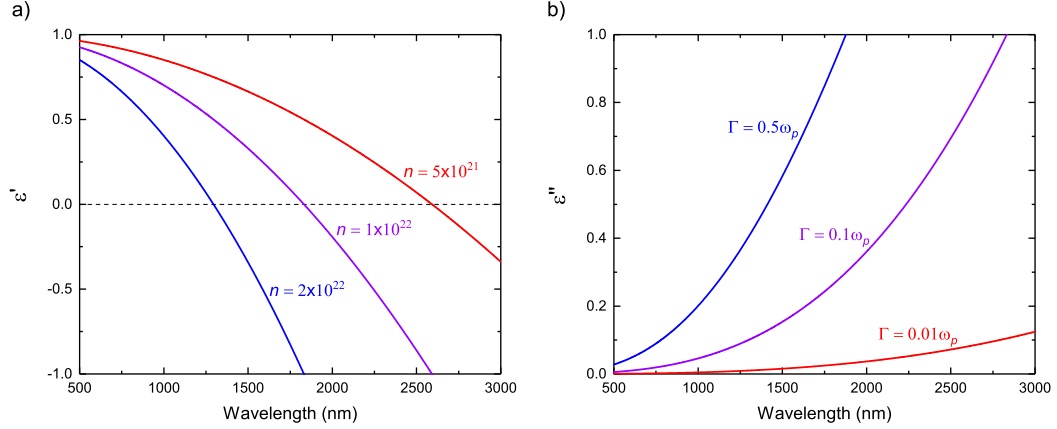 a)
1.0
0.5
0.0
-0.5
-1.0
ε'
n = 5x10²¹
n = 1x10²²
n = 2x10²²
500 1000 1500 2000 2500 3000
Wavelength (nm)
b)
1.0
0.8
0.6
0.4
0.2
0.0
ε"
Γ = 0.5ωₚ
Γ = 0.1ωₚ
Γ = 0.01ωₚ
500 1000 1500 2000 2500 3000
Wavelength (nm)